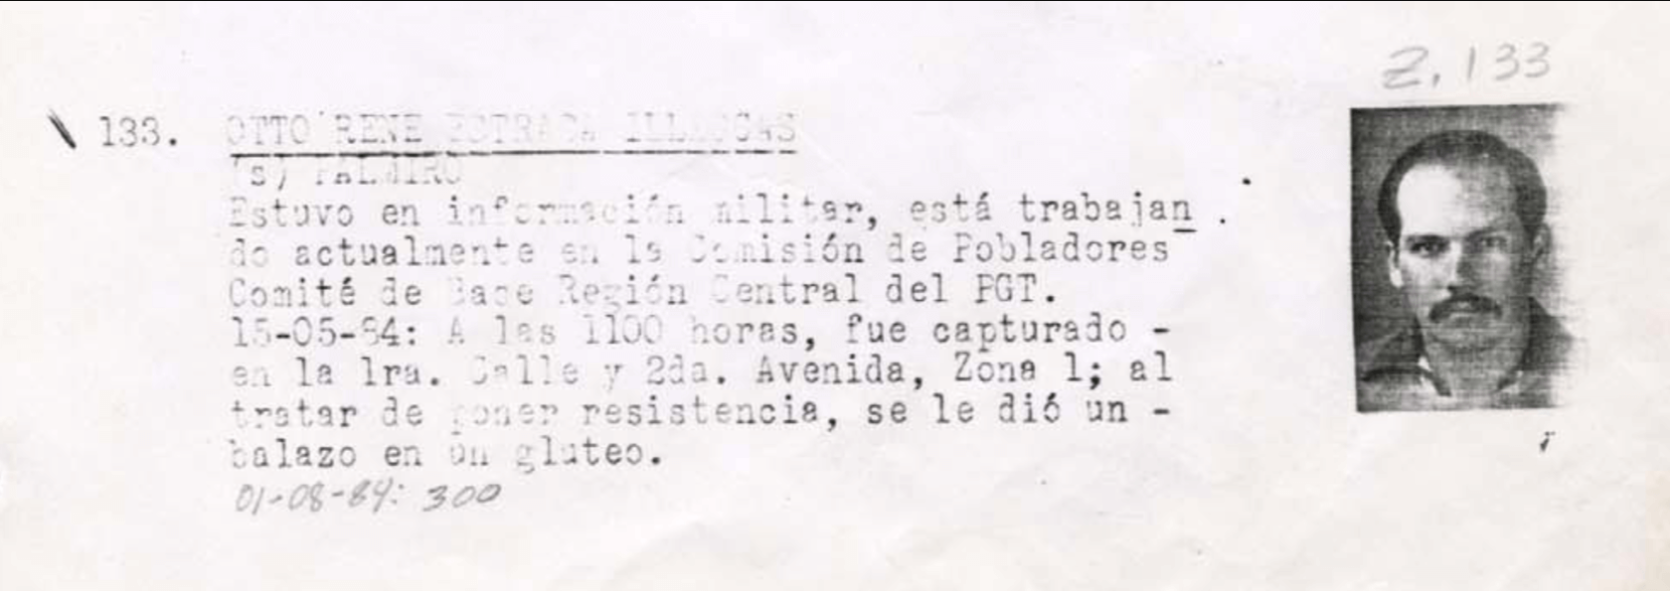 Z. 133
133. OTTO RENE ESTRADA ILLESCAS
(s)
Estuvo en información militar, está trabajan
do actualmente en la Comisión de Pobladores
Comité de Base Región Central del PGT.
15-05-84: A las 1100 horas, fue capturado -
en la 1ra. Calle y 2da. Avenida, Zona 1; al
tratar de poner resistencia, se le dió un -
balazo en un gluteo.
01-08-84: 300